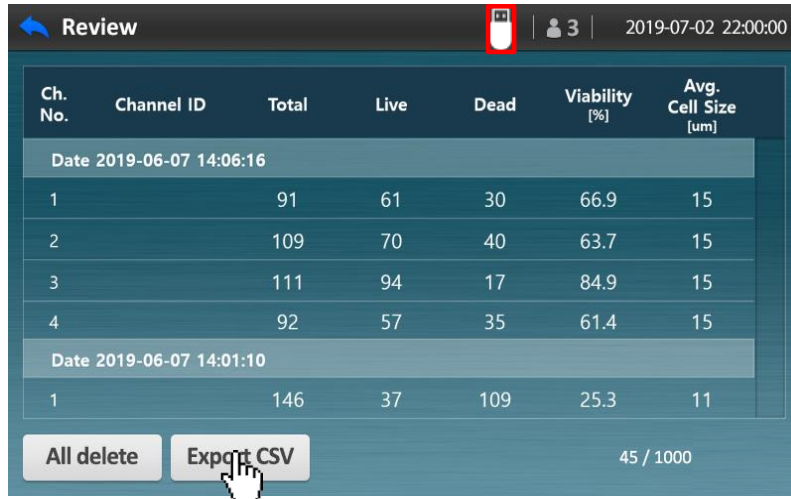 Review 3 2019-07-02 22:00:00
Ch. No. Channel ID Total Live Dead Viability [%] Avg. Cell Size [um]
Date 2019-06-07 14:06:16
1 91 61 30 66.9 15
2 109 70 40 63.7 15
3 111 94 17 84.9 15
4 92 57 35 61.4 15
Date 2019-06-07 14:01:10
1 146 37 109 25.3 11
All delete Export CSV 45 / 1000